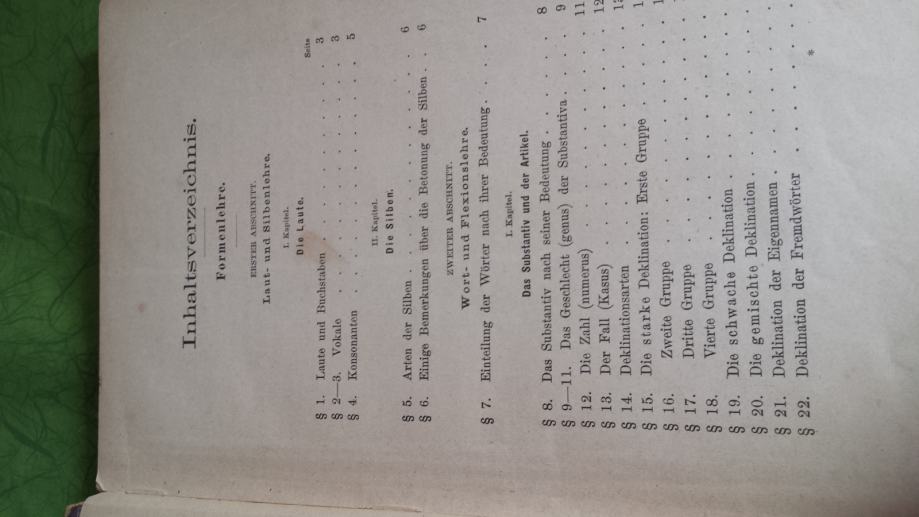 Inhaltsverzeichnis.
Formenlehre.
ERSTER ABSCHNITT.
Laut- und Silbenlehre.
I. Kapitel.
Die Laute.
Seite
§ 1. Laute und Buchstaben . . . . . . . . . . 3
§ 2—3. Vokale . . . . . . . . . . 3
§ 4. Konsonanten . . . . . . . . . . 5
II. Kapitel.
Die Silben.
§ 5. Arten der Silben . . . . . . . . . . 6
§ 6. Einige Bemerkungen über die Betonung der Silben . . 6
ZWEITER ABSCHNITT.
Wort- und Flexionslehre.
§ 7. Einteilung der Wörter nach ihrer Bedeutung . . . . 7
I. Kapitel.
Das Substantiv und der Artikel.
§ 8. Das Substantiv nach seiner Bedeutung . . . . . 8
§ 9—11. Das Geschlecht (genus) der Substantiva . . . . 9
§ 12. Die Zahl (numerus) . . . . . . . . 11
§ 13. Der Fall (Kasus) . . . . . . . . 12
§ 14. Deklinationsarten . . . . . . . .
§ 15. Die starke Deklination: Erste Gruppe . . . . .
§ 16. Zweite Gruppe . . . . . . . .
§ 17. Dritte Gruppe . . . . . . . .
§ 18. Vierte Gruppe . . . . . . . .
§ 19. Die schwache Deklination . . . . . . .
§ 20. Die gemischte Deklination . . . . . . .
§ 21. Deklination der Eigennamen . . . . . . .
§ 22. Deklination der Fremdwörter . . . . .
*